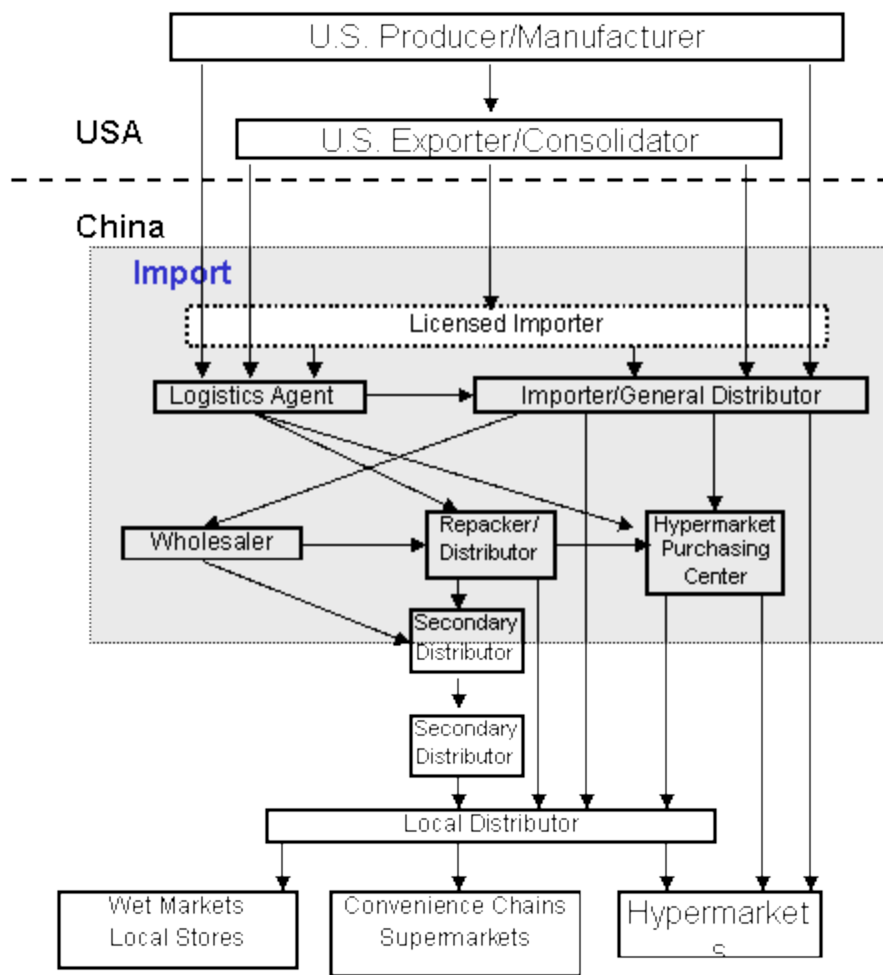 U.S. Producer/Manufacturer
USA
U.S. Exporter/Consolidator
China
Import
Licensed Importer
Logistics Agent
Importer/General Distributor
Wholesaler
Repacker/
Distributor
Hypermarket
Purchasing
Center
Secondary
Distributor
Secondary
Distributor
Local Distributor
Wet Markets
Local Stores
Convenience Chains
Supermarkets
Hypermarket
s